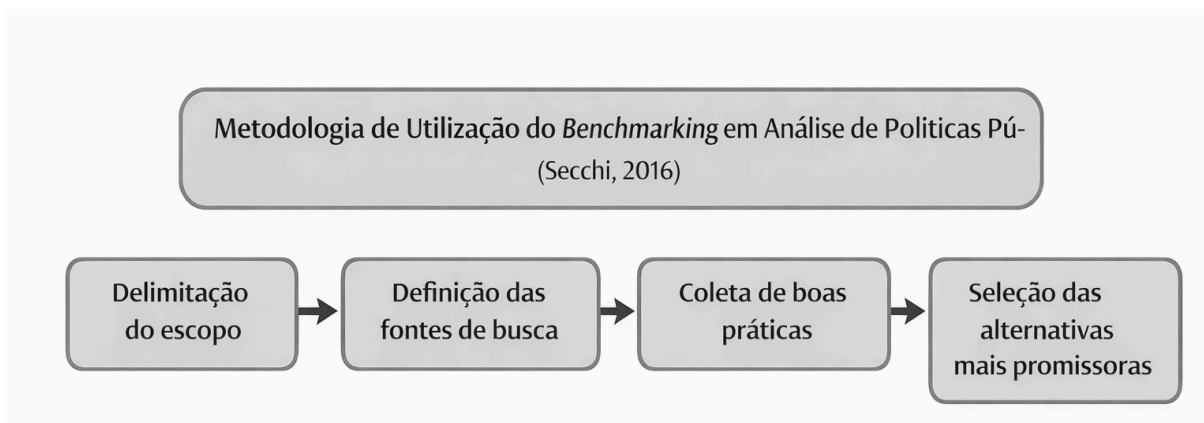 Metodologia de Utilização do Benchmarking em Análise de Politicas Pú-
(Secchi, 2016)
Delimitação
do escopo
Definição das
fontes de busca
Coleta de boas
práticas
Seleção das
alternativas
mais promissoras